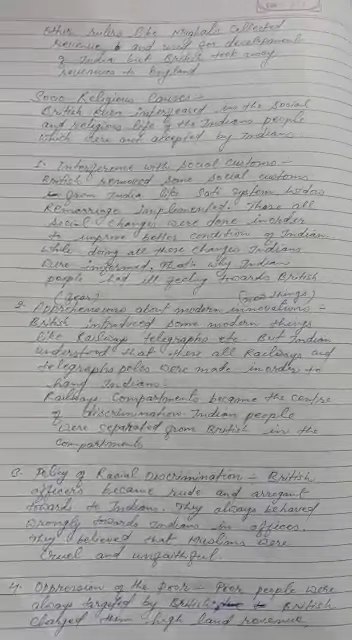 Other rulers like Mughals collected
revenue & and used for development
of India but British took away
revenues to England
Socio Religious Causes -
British even interfeared in the Social
and religious life of the Indians people
which were not accepted by Indians
1. Interference with Social Customs -
British removed some social customs
from India like Sati system, widow
Remarriage implemented. These all
Social changes were done inorder
to improve better condition of Indian
while doing all these changes Indians
were informed. That's why Indian
people had ill feeling towards British
(fear) (new things)
2. Apprehensions about modern innovations -
British introduced some modern things
like Railways telegraphs etc. But Indian
understood that these all Railways and
telegraphs poles were made inorder to
hang Indians.
Railways Compartments became the centre
of discrimination. Indian people
were separated from British in the
compartments
3. Policy of Racial Discrimination - British
officers became rude and arrogant
towards to Indians. They always behaved
wrongly towards Indians in offices.
They believed that Muslims were
cruel and unfaithful.
4. Oppression of the Poor - Poor people were
always targeted by British British
charged them high land revenue,